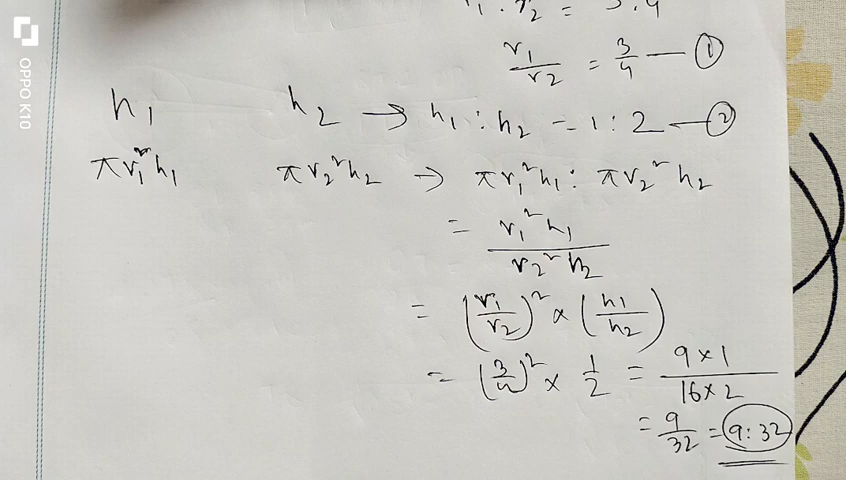 r₁ : r₂ = 3:4
r₁/r₂ = 3/4 — ①
h₁ h₂ → h₁ : h₂ = 1 : 2 — ②
πr₁²h₁ πr₂²h₂ → πr₁²h₁ : πr₂²h₂
= r₁²h₁/r₂²h₂
= (r₁/r₂)² × (h₁/h₂)
= (3/4)² × 1/2 = 9×1/16×2
= 9/32 = 9:32
OPPO K10